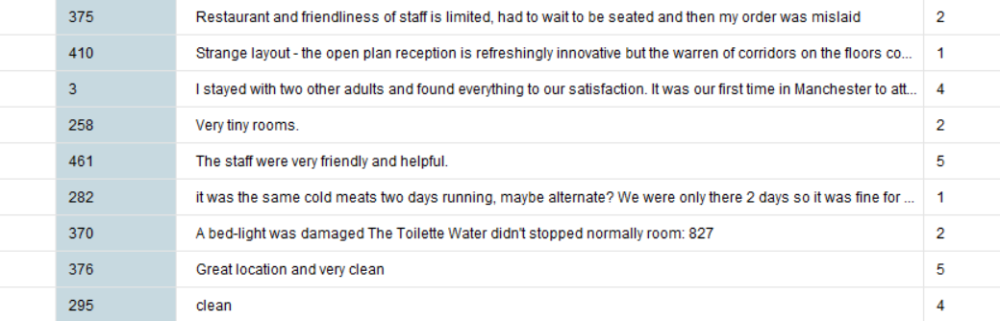 375 Restaurant and friendliness of staff is limited, had to wait to be seated and then my order was mislaid 2
410 Strange layout - the open plan reception is refreshingly innovative but the warren of corridors on the floors co... 1
3 I stayed with two other adults and found everything to our satisfaction. It was our first time in Manchester to att... 4
258 Very tiny rooms. 2
461 The staff were very friendly and helpful. 5
282 it was the same cold meats two days running, maybe alternate? We were only there 2 days so it was fine for ... 1
370 A bed-light was damaged The Toilette Water didn't stopped normally room: 827 2
376 Great location and very clean 5
295 clean 4